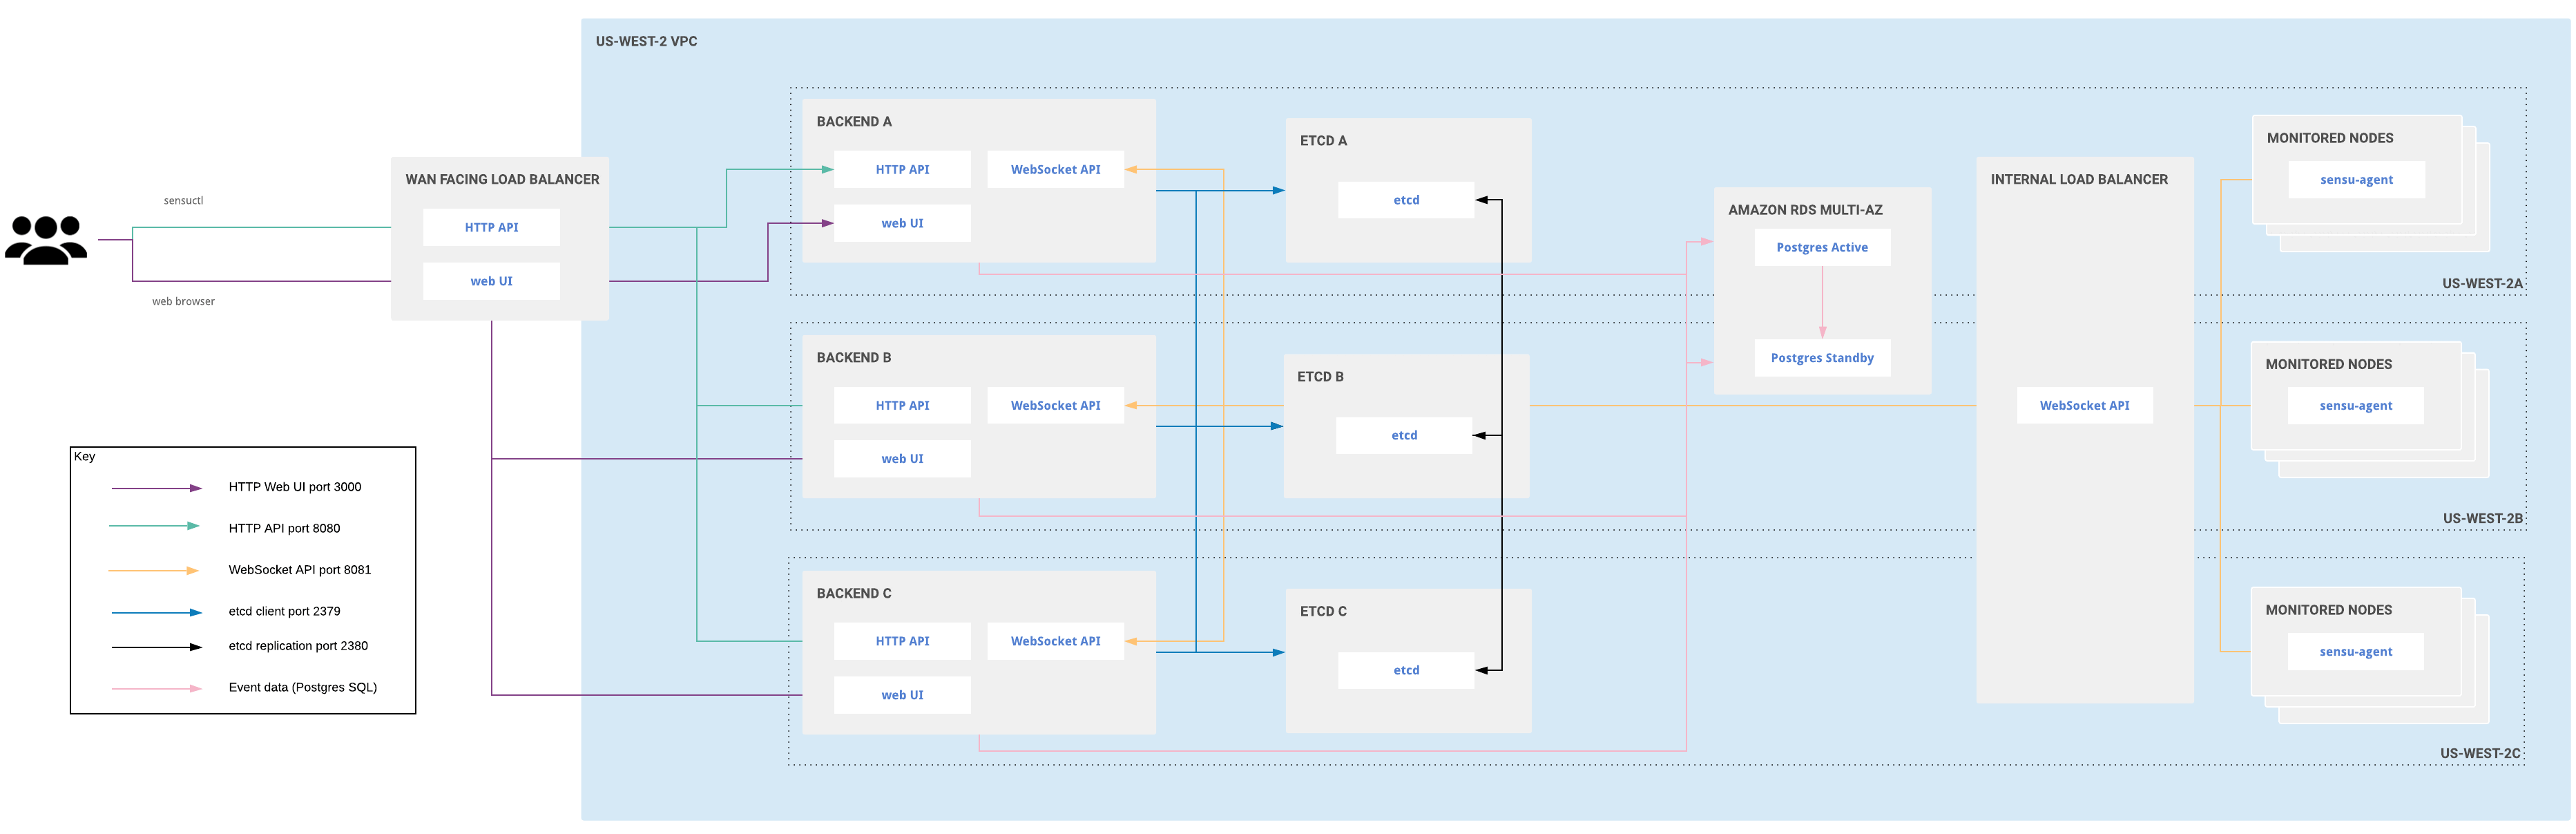 US-WEST-2 VPC
sensuctl
web browser
WAN FACING LOAD BALANCER
HTTP API
web UI
BACKEND A
HTTP API
WebSocket API
web UI
ETCD A
etcd
BACKEND B
HTTP API
WebSocket API
web UI
ETCD B
etcd
BACKEND C
HTTP API
WebSocket API
web UI
ETCD C
etcd
AMAZON RDS MULTI-AZ
Postgres Active
Postgres Standby
INTERNAL LOAD BALANCER
WebSocket API
MONITORED NODES
sensu-agent
US-WEST-2A
MONITORED NODES
sensu-agent
US-WEST-2B
MONITORED NODES
sensu-agent
US-WEST-2C
Key
HTTP Web UI port 3000
HTTP API port 8080
WebSocket API port 8081
etcd client port 2379
etcd replication port 2380
Event data (Postgres SQL)